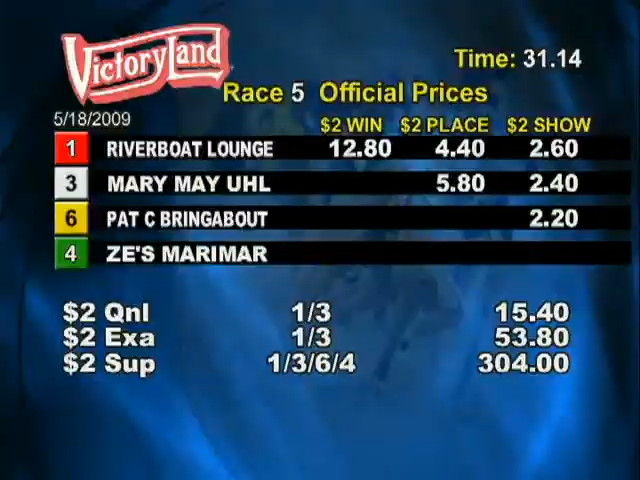 VictoryLand
Time: 31.14
Race 5 Official Prices
5/18/2009 $2 WIN $2 PLACE $2 SHOW
1 RIVERBOAT LOUNGE 12.80 4.40 2.60
3 MARY MAY UHL 5.80 2.40
6 PAT C BRINGABOUT 2.20
4 ZE'S MARIMAR
$2 Qnl 1/3 15.40
$2 Exa 1/3 53.80
$2 Sup 1/3/6/4 304.00